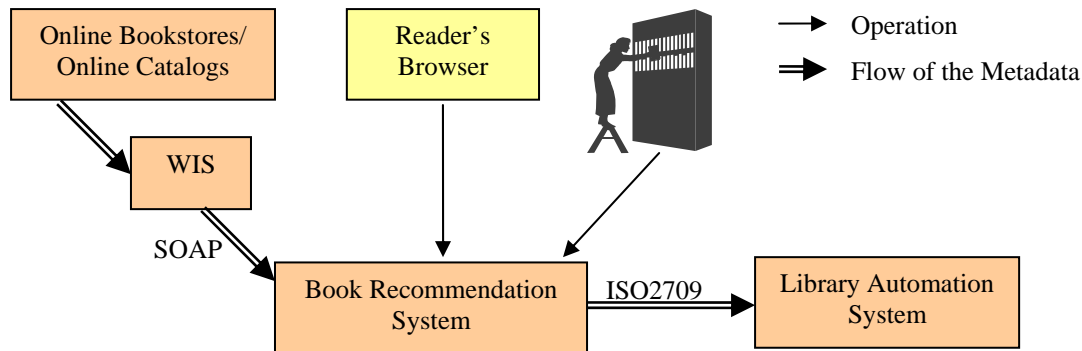 Online Bookstores/
Online Catalogs
Reader’s
Browser
Operation
Flow of the Metadata
WIS
SOAP
Book Recommendation
System
ISO2709
Library Automation
System